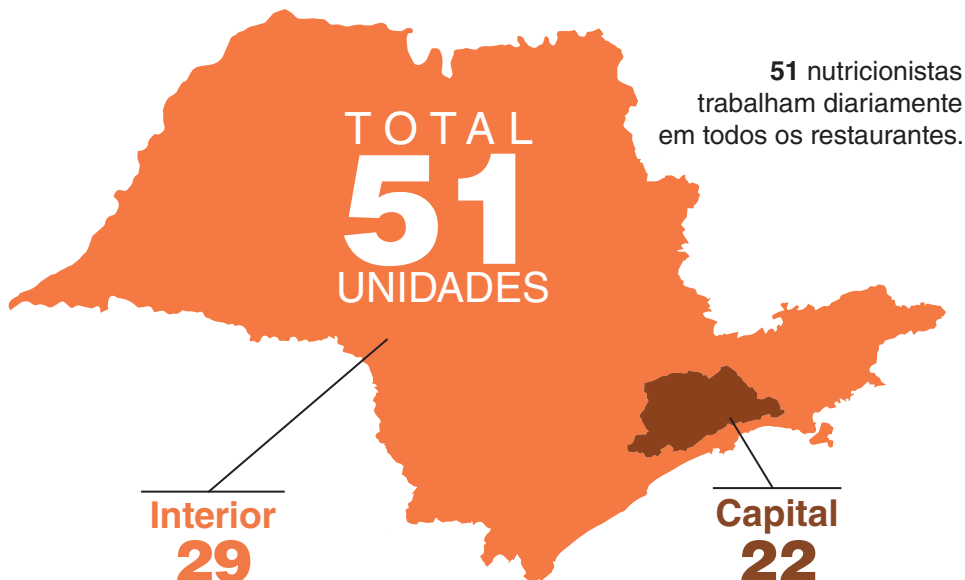 51 nutricionistas
trabalham diariamente
em todos os restaurantes.
TOTAL
51
UNIDADES
Interior
29
Capital
22